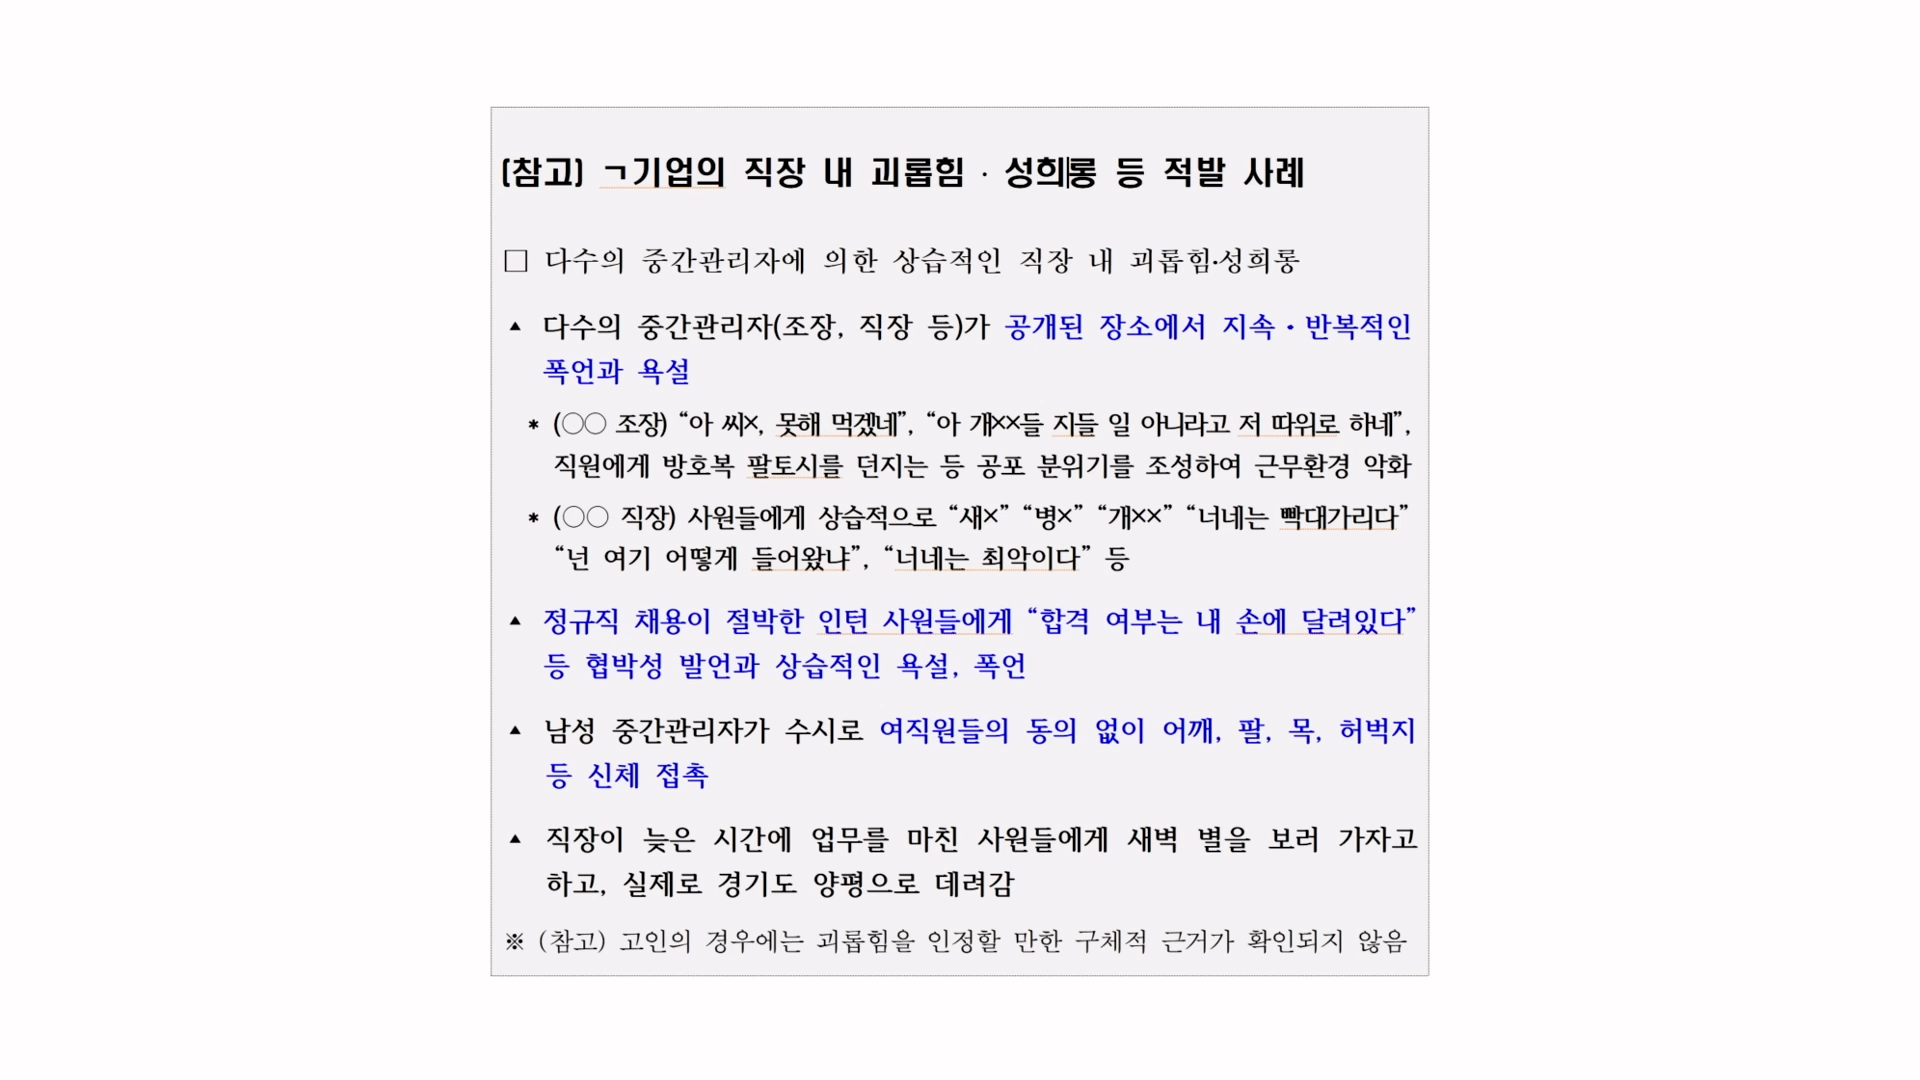 (참고) ㄱ기업의 직장 내 괴롭힘 · 성희롱 등 적발 사례
□ 다수의 중간관리자에 의한 상습적인 직장 내 괴롭힘·성희롱
▲ 다수의 중간관리자(조장, 직장 등)가 공개된 장소에서 지속·반복적인
폭언과 욕설
* (○○ 조장) “아 씨×, 못해 먹겠네”, “아 개××들 지들 일 아니라고 저 따위로 하네”,
직원에게 방호복 팔토시를 던지는 등 공포 분위기를 조성하여 근무환경 악화
* (○○ 직장) 사원들에게 상습적으로 “새×” “병×” “개××” “너네는 빡대가리다”
“넌 여기 어떻게 들어왔냐”, “너네는 최악이다” 등
▲ 정규직 채용이 절박한 인턴 사원들에게 “합격 여부는 내 손에 달려있다”
등 협박성 발언과 상습적인 욕설, 폭언
▲ 남성 중간관리자가 수시로 여직원들의 동의 없이 어깨, 팔, 목, 허벅지
등 신체 접촉
▲ 직장이 늦은 시간에 업무를 마친 사원들에게 새벽 별을 보러 가자고
하고, 실제로 경기도 양평으로 데려감
※ (참고) 고인의 경우에는 괴롭힘을 인정할 만한 구체적 근거가 확인되지 않음